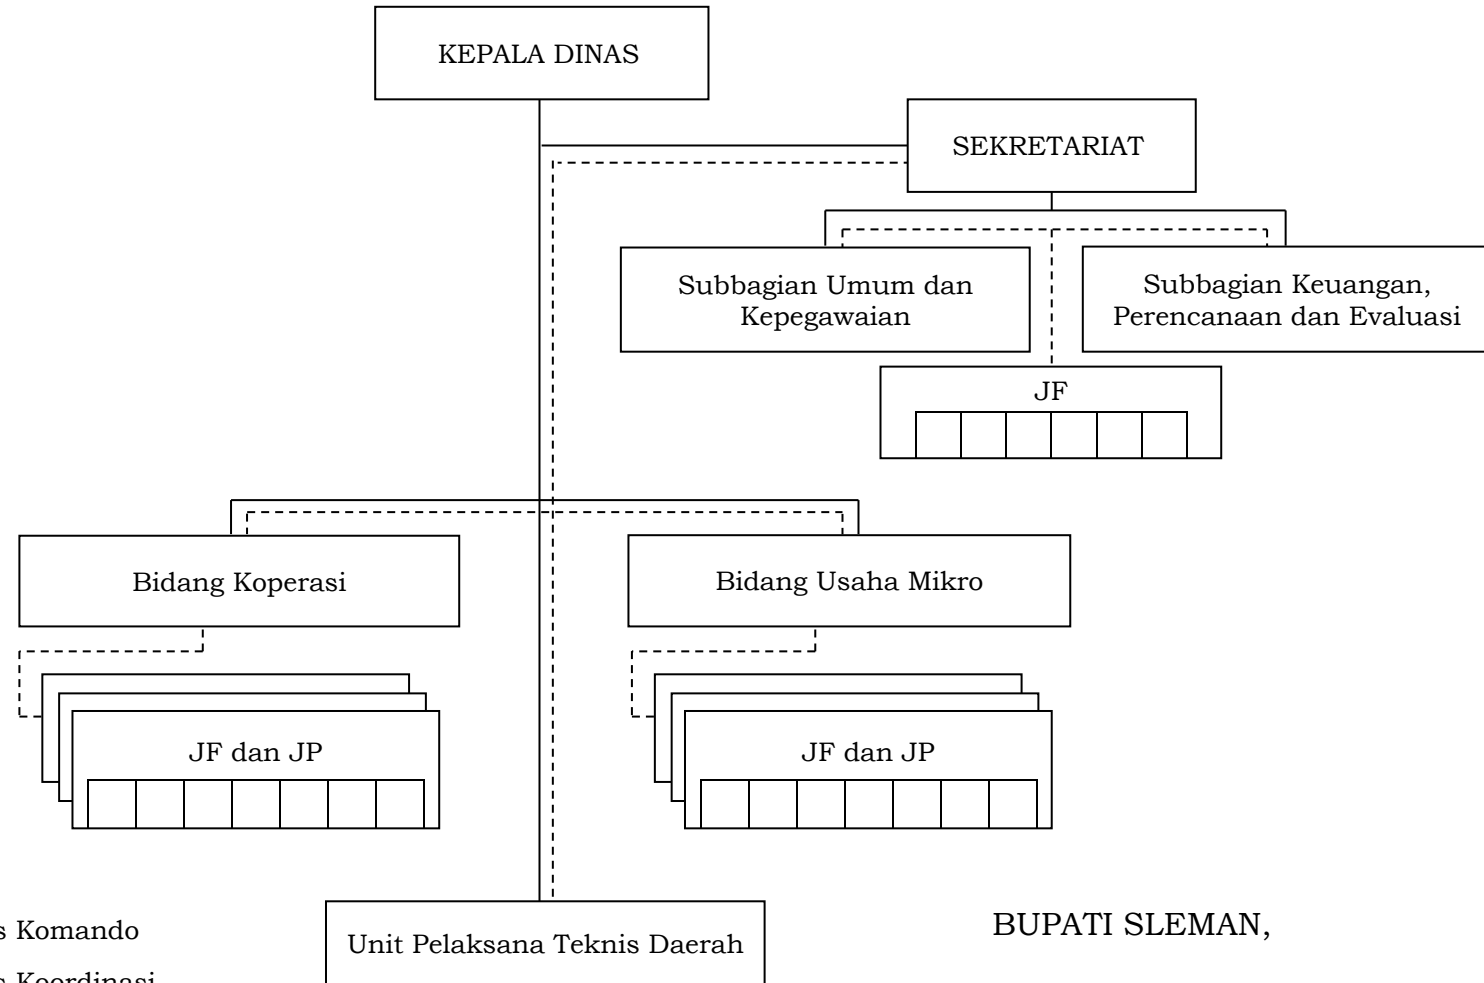 KEPALA DINAS
SEKRETARIAT
Subbagian Umum dan
Kepegawaian
Subbagian Keuangan,
Perencanaan dan Evaluasi
JF
Bidang Koperasi
Bidang Usaha Mikro
JF dan JP
JF dan JP
Komando
Unit Pelaksana Teknis Daerah
BUPATI SLEMAN,
Koordinasi